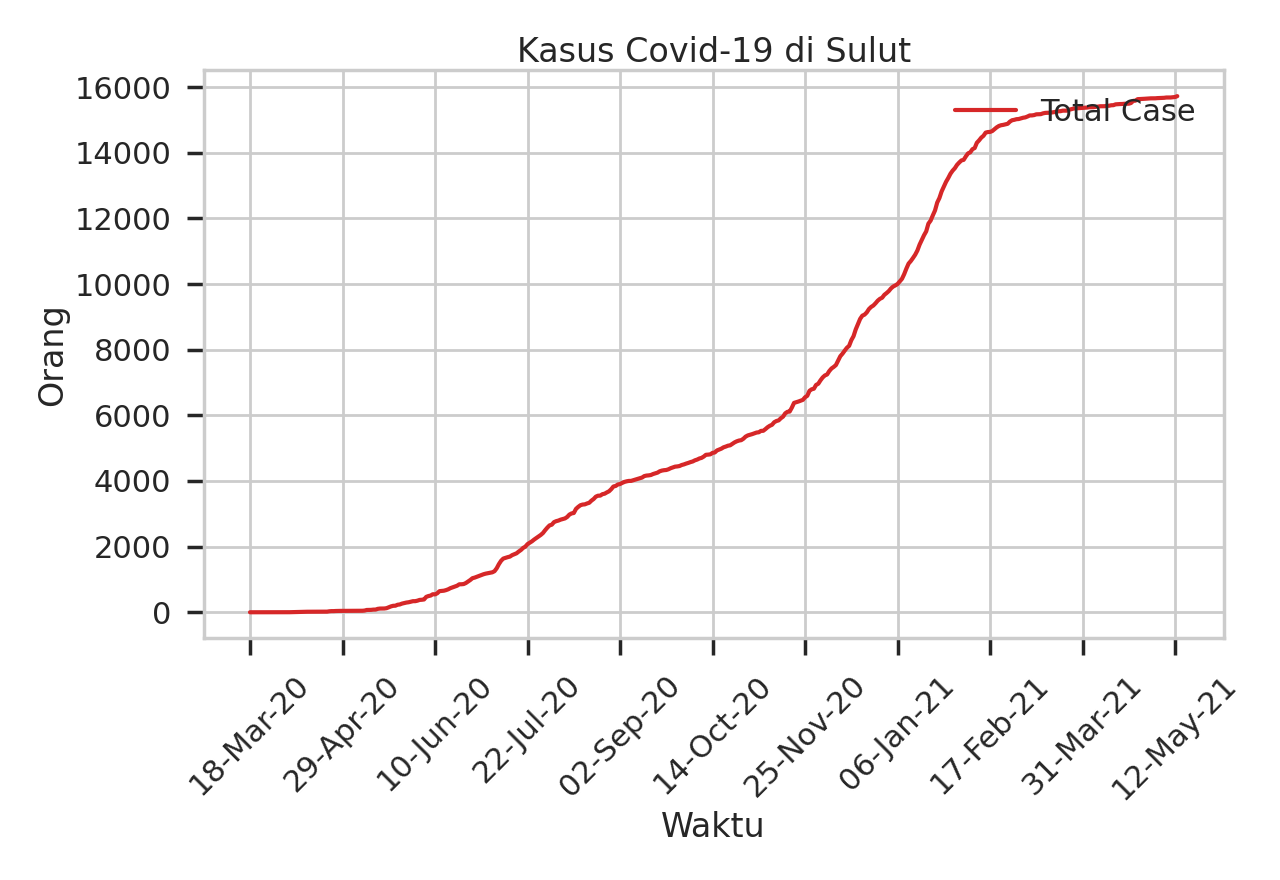 Kasus Covid-19 di Sulut
Total Case
Orang
16000
14000
12000
10000
8000
6000
4000
2000
0
18-Mar-20
29-Apr-20
10-Jun-20
22-Jul-20
02-Sep-20
14-Oct-20
25-Nov-20
06-Jan-21
17-Feb-21
31-Mar-21
12-May-21
Waktu